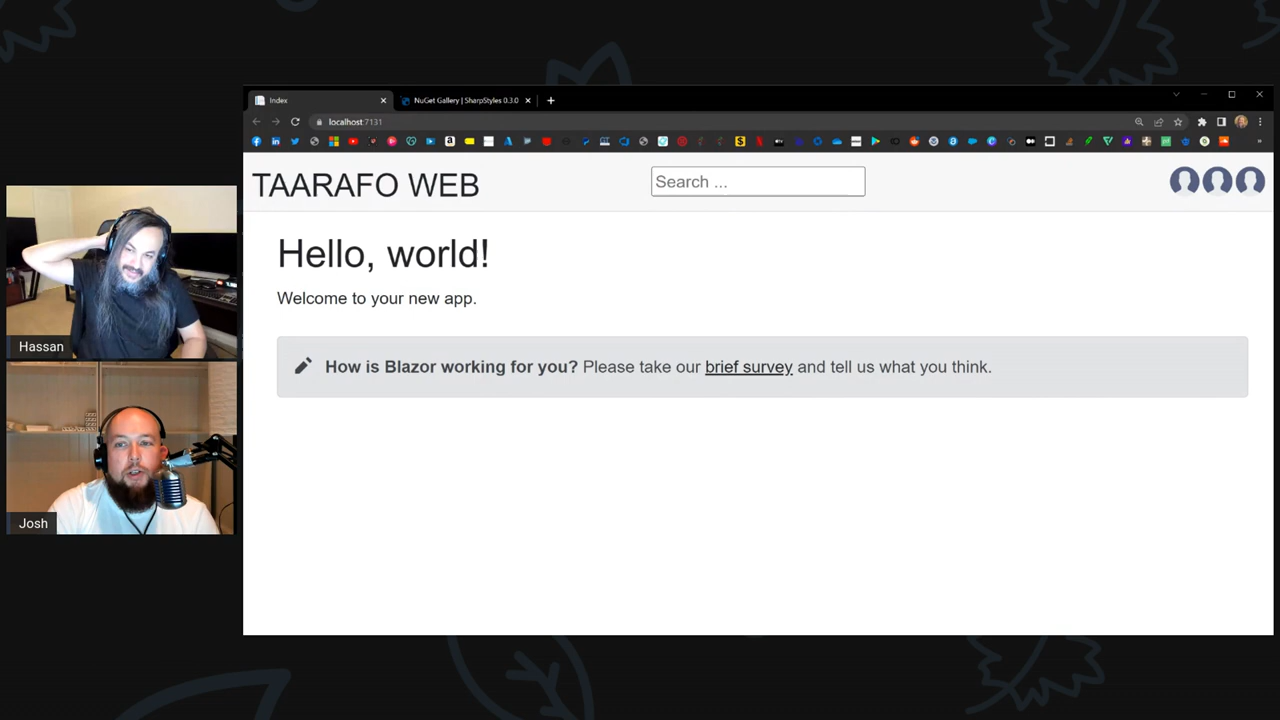 Index
NuGet Gallery | SharpStyles 0.3.0
localhost:7131
TAARAFO WEB
Search ...
Hello, world!
Welcome to your new app.
How is Blazor working for you? Please take our brief survey and tell us what you think.
Hassan
Josh